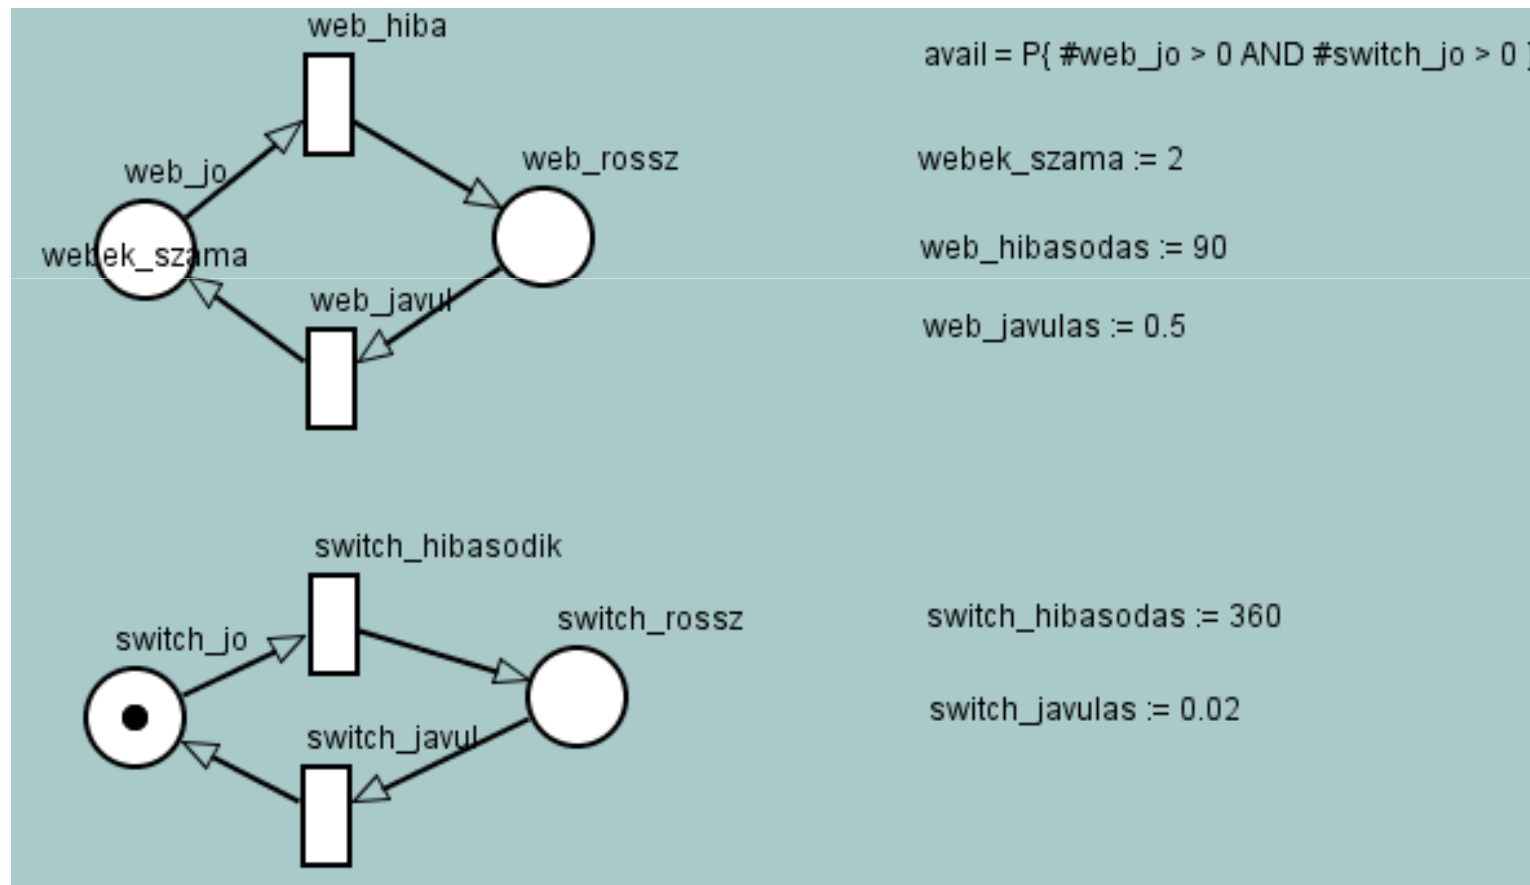 web_hiba
avail = P{ #web_jo > 0 AND #switch_jo > 0
web_jo
web_rossz
webek_szama := 2
webek_szama
web_hibasodas := 90
web_javul
web_javulas := 0.5
switch_hibasodik
switch_jo
switch_rossz
switch_hibasodas := 360
switch_javul
switch_javulas := 0.02